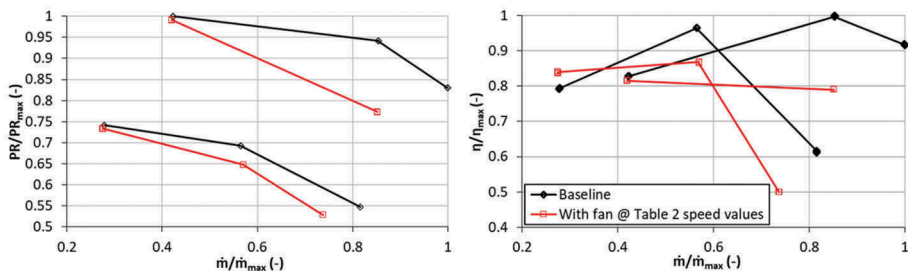 PR/PRmax (-)
1
0.95
0.9
0.85
0.8
0.75
0.7
0.65
0.6
0.55
0.5
0.2 0.4 0.6 0.8 1
ṁ/ṁmax (-)
η/ηmax (-)
1
0.9
0.8
0.7
0.6
0.5
0.4
Baseline
With fan @ Table 2 speed values
0.2 0.4 0.6 0.8 1
ṁ/ṁmax (-)